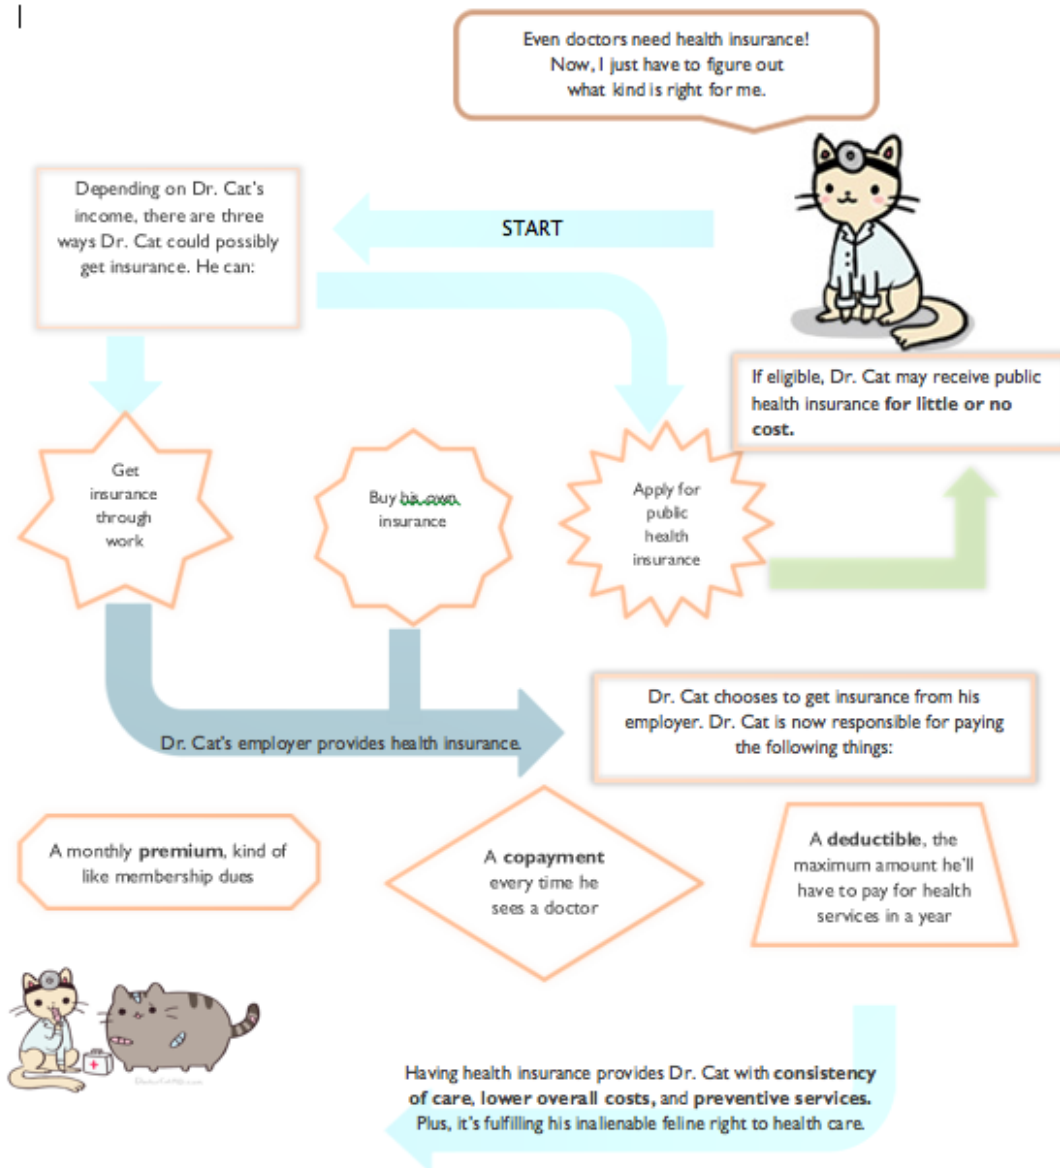 Even doctors need health insurance!
Now, I just have to figure out
what kind is right for me.
START
Depending on Dr. Cat's
income, there are three
ways Dr. Cat could possibly
get insurance. He can:
If eligible, Dr. Cat may receive public
health insurance for little or no
cost.
Get
insurance
through
work
Buy his own
insurance
Apply for
public
health
insurance
Dr. Cat's employer provides health insurance.
Dr. Cat chooses to get insurance from his
employer. Dr. Cat is now responsible for paying
the following things:
A monthly premium, kind of
like membership dues
A copayment
every time he
sees a doctor
A deductible, the
maximum amount he'll
have to pay for health
services in a year
Having health insurance provides Dr. Cat with consistency
of care, lower overall costs, and preventive services.
Plus, it's fulfilling his inalienable feline right to health care.